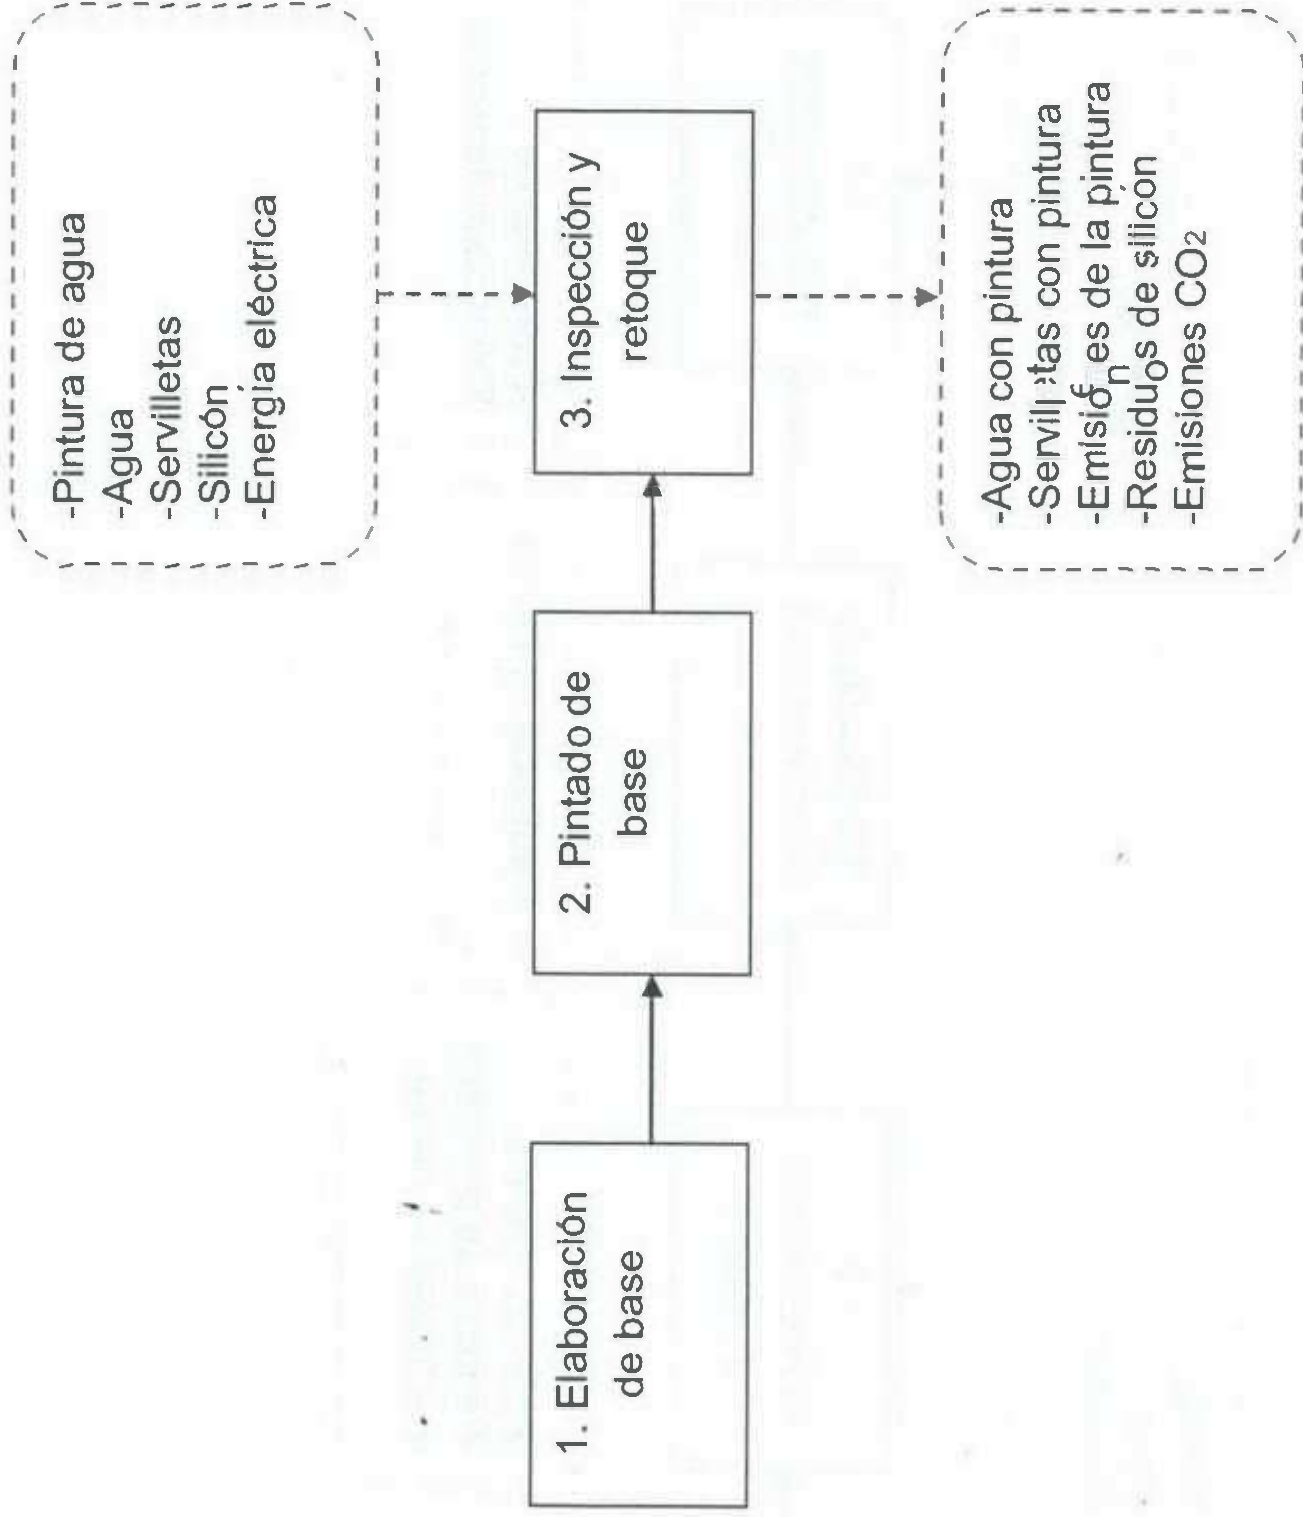 -Pintura de agua
-Agua
-Servilletas
-Silicón
-Energía eléctrica
1. Elaboración
de base
2. Pintado de
base
3. Inspección y
retoque
-Agua con pintura
-Servilletas con pintura
-Emisiones de la pintura
-Residuos de silicón
-Emisiones CO₂